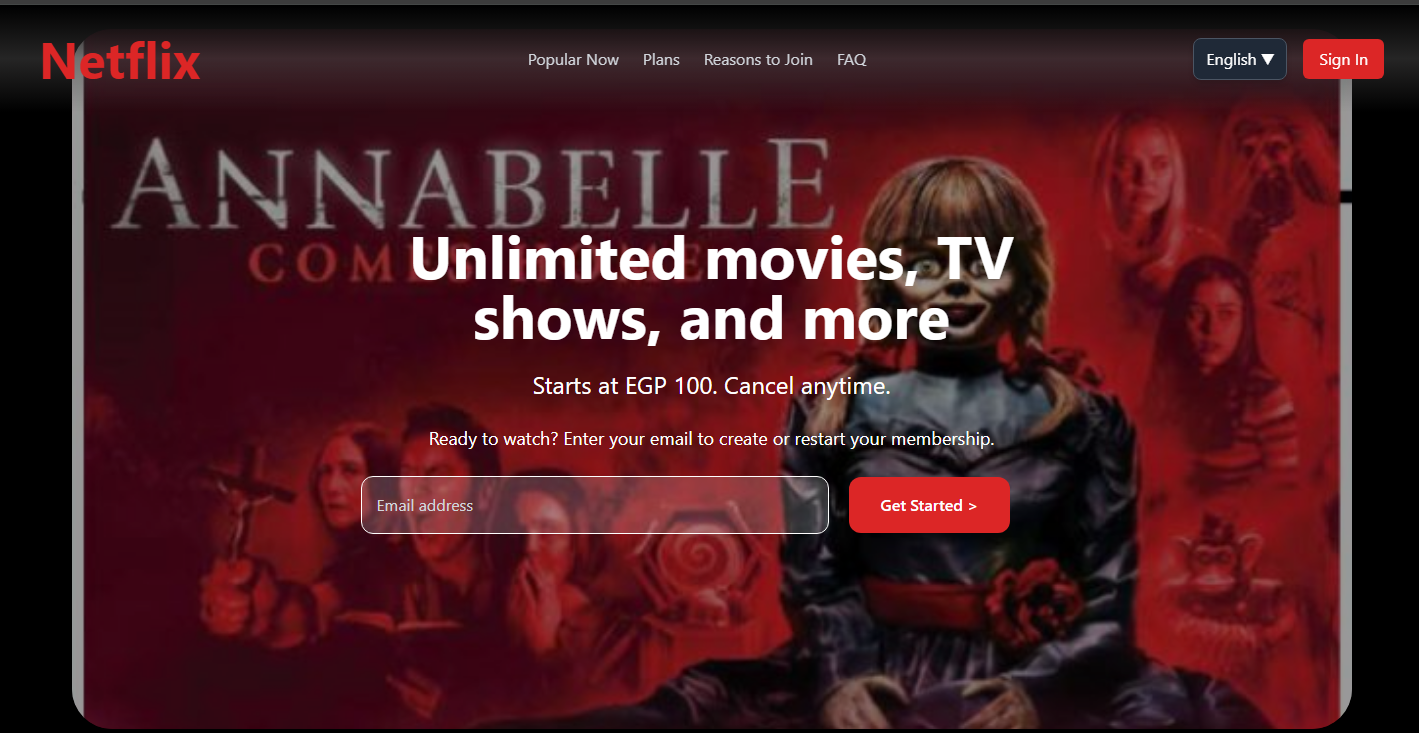 Netflix
Popular Now
Plans
Reasons to Join
FAQ
English ▼
Sign In
ANNABELLE
COM
Unlimited movies, TV
shows, and more
Starts at EGP 100. Cancel anytime.
Ready to watch? Enter your email to create or restart your membership.
Email address
Get Started >